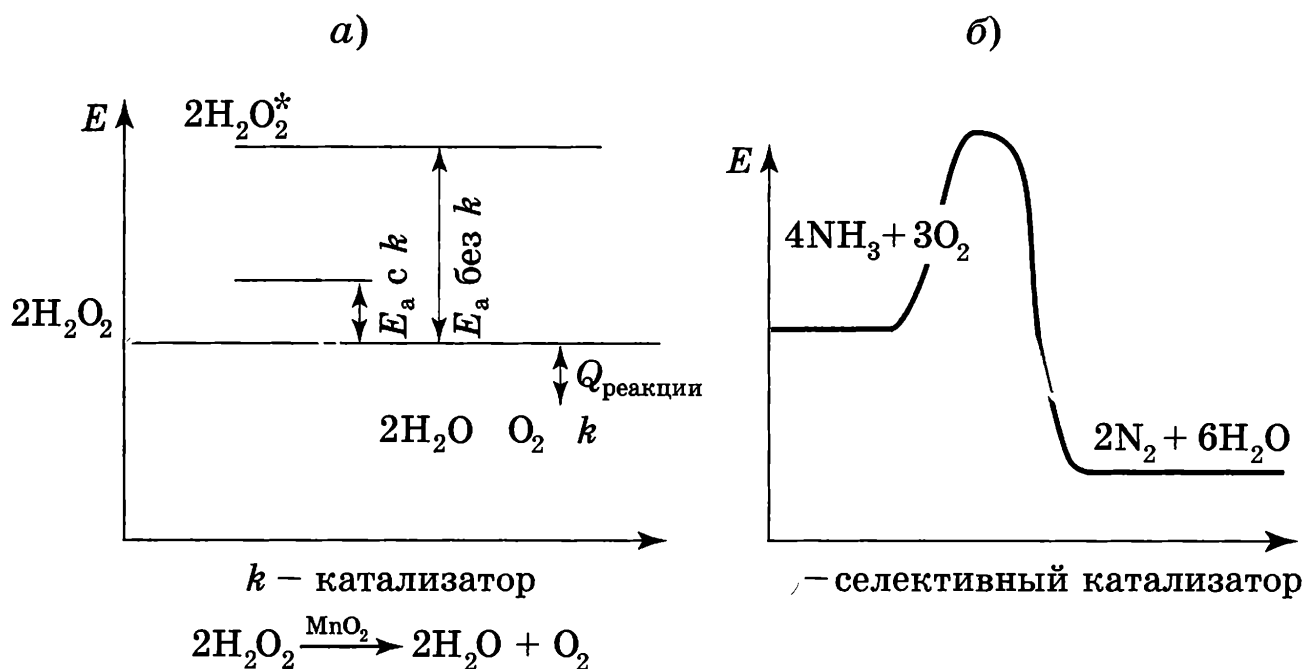 а)
E
2H₂O₂*
2H₂O₂
Eₐ с k
Eₐ без k
Qреакции
2H₂O O₂ k
k – катализатор
2H₂O₂ MnO₂ → 2H₂O + O₂
б)
E
4NH₃ + 3O₂
2N₂ + 6H₂O
– селективный катализатор